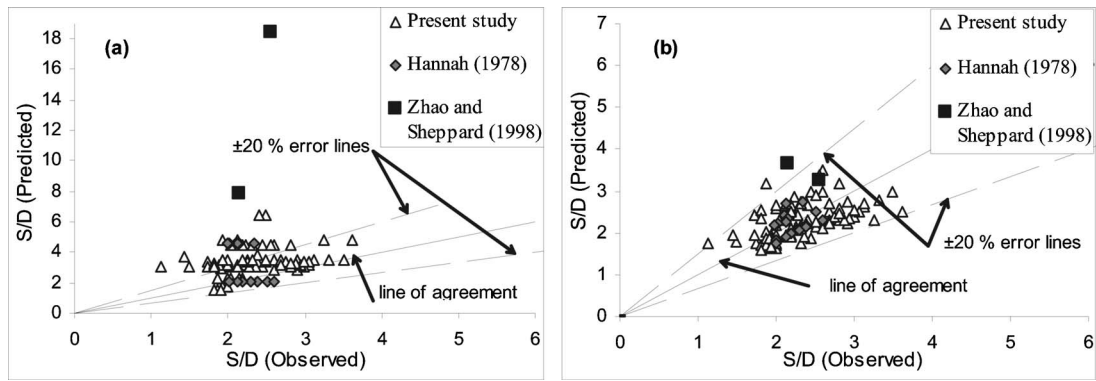 (a)
Present study
Hannah (1978)
Zhao and
Sheppard (1998)
±20 % error lines
line of agreement
S/D (Predicted)
18
16
14
12
10
8
6
4
2
0
0 1 2 3 4 5 6
S/D (Observed)
(b)
Present study
Hannah (1978)
Zhao and
Sheppard (1998)
±20 % error lines
line of agreement
S/D (Predicted)
7
6
5
4
3
2
1
0
0 1 2 3 4 5 6
S/D (Observed)